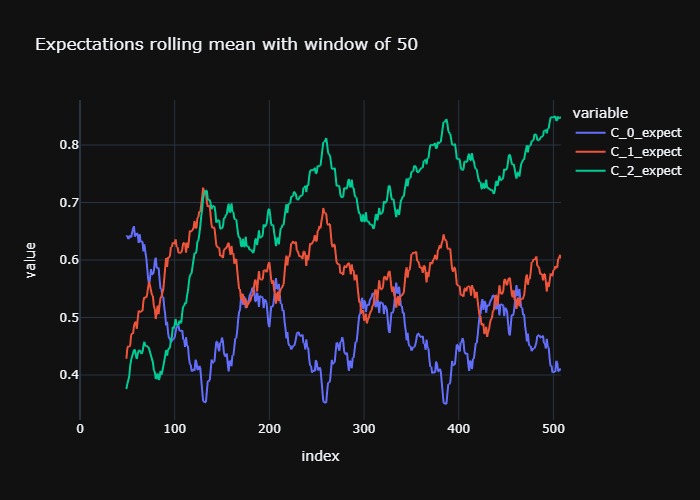 Expectations rolling mean with window of 50
variable
C_0_expect
C_1_expect
C_2_expect
value
0.8
0.7
0.6
0.5
0.4
0 100 200 300 400 500
index